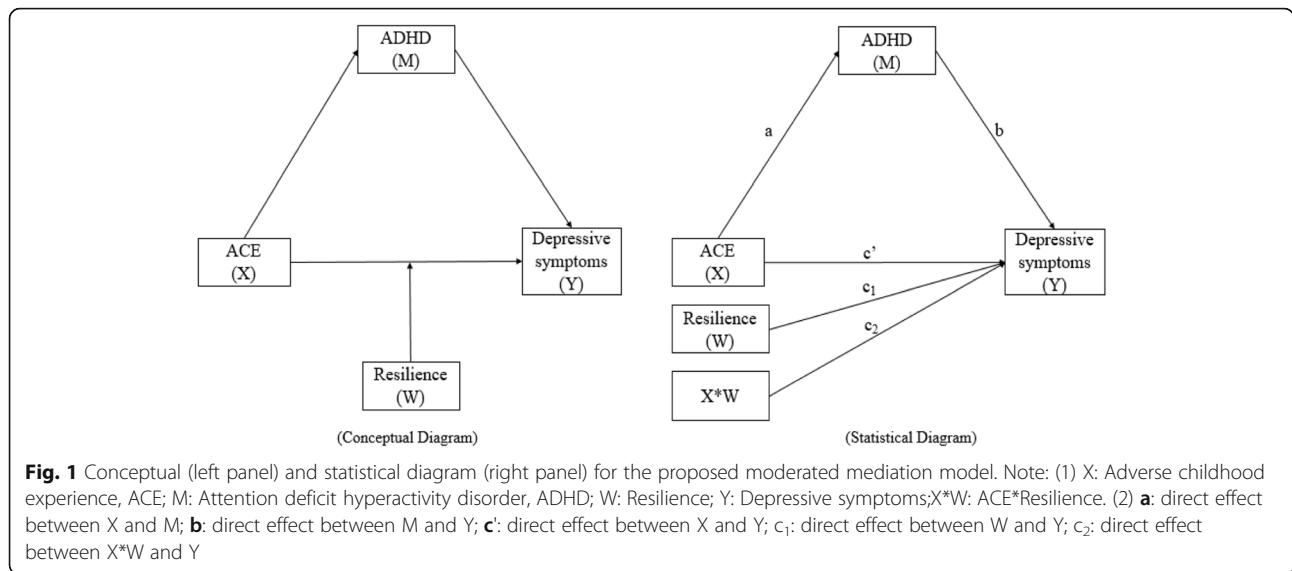 ADHD
(M)
ACE
(X)
Depressive
symptoms
(Y)
Resilience
(W)
(Conceptual Diagram)
ADHD
(M)
a
b
ACE
(X)
c'
Depressive
symptoms
(Y)
c₁
Resilience
(W)
c₂
X*W
(Statistical Diagram)
Fig. 1 Conceptual (left panel) and statistical diagram (right panel) for the proposed moderated mediation model. Note: (1) X: Adverse childhood
experience, ACE; M: Attention deficit hyperactivity disorder, ADHD; W: Resilience; Y: Depressive symptoms;X*W: ACE*Resilience. (2) a: direct effect
between X and M; b: direct effect between M and Y; c': direct effect between X and Y; c₁: direct effect between W and Y; c₂: direct effect
between X*W and Y